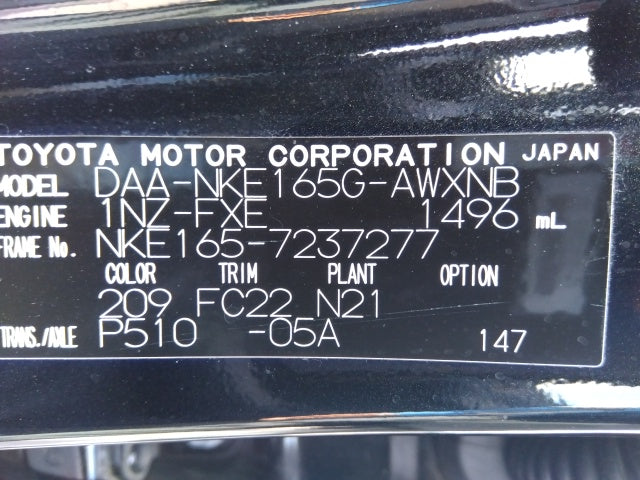 TOYOTA MOTOR CORPORATION JAPAN
MODEL DAA-NKE165G-AWXNB
ENGINE 1NZ-FXE 1496 mL
FRAME No. NKE165-7237277
COLOR TRIM PLANT OPTION
209 FC22 N21
TRANS./AXLE P510 -05A 147